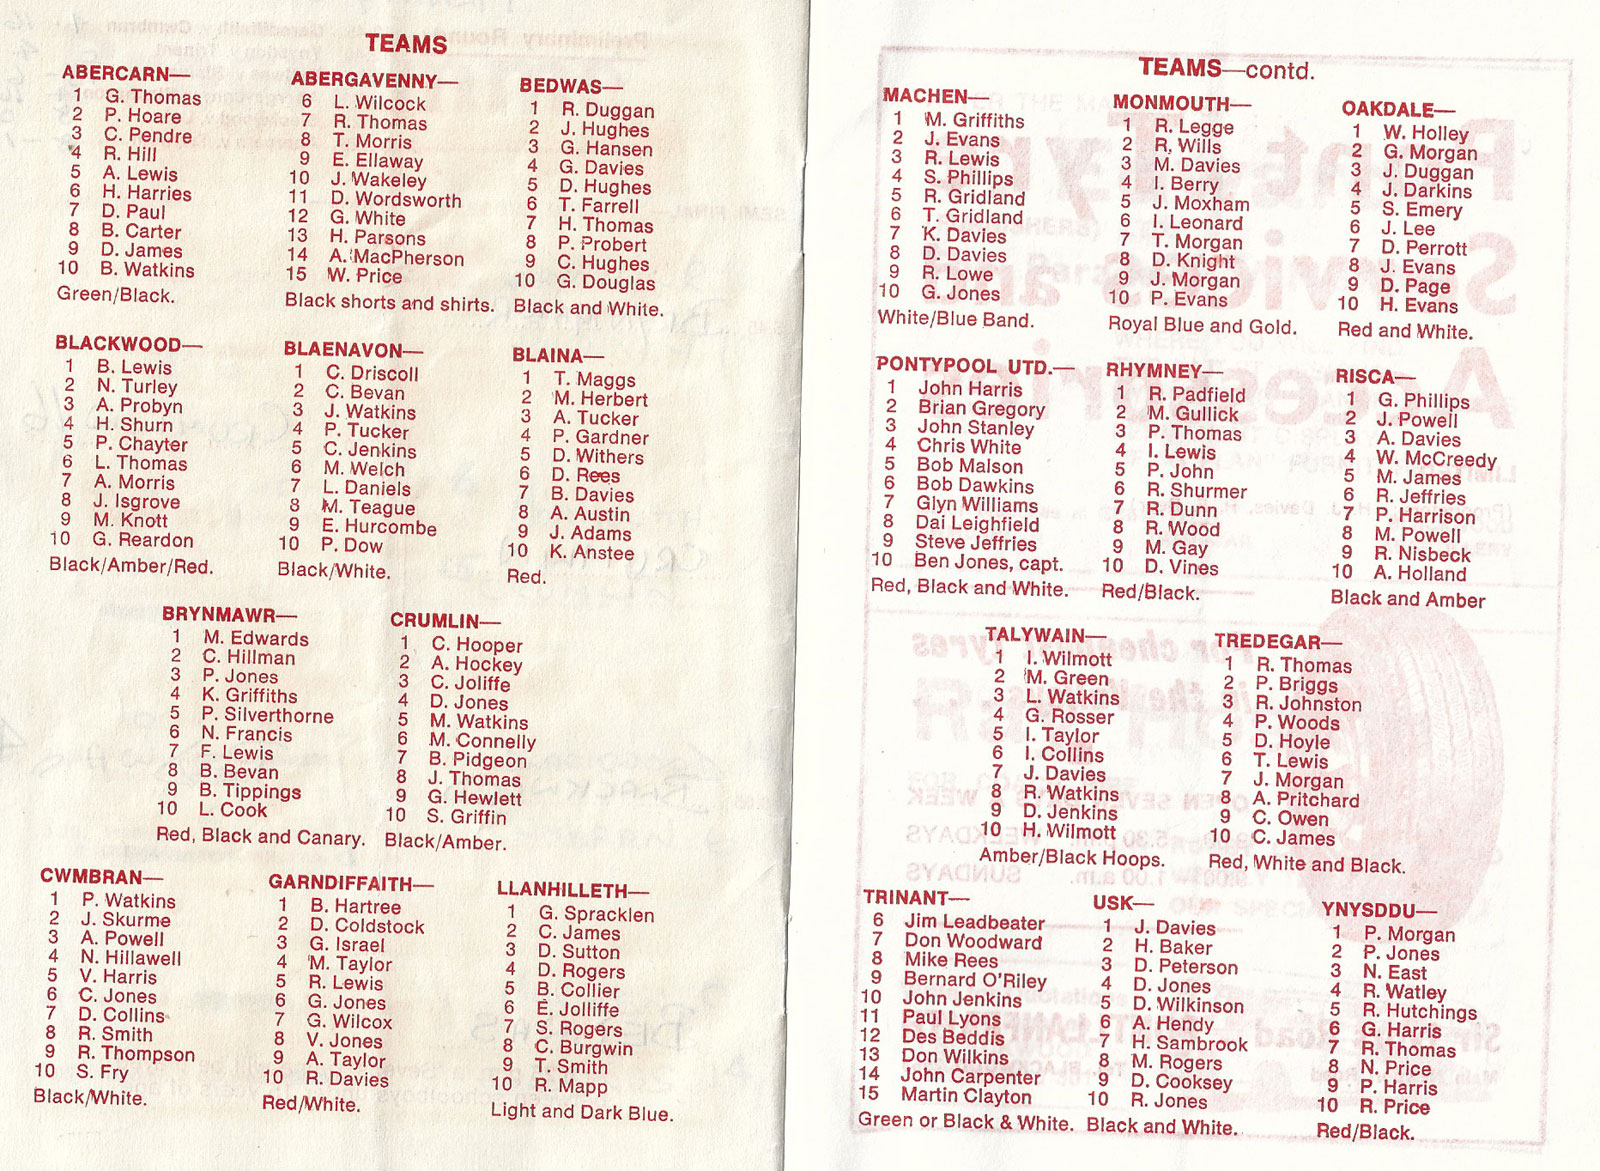 TEAMS
ABERCARN—
1 G. Thomas
2 P. Hoare
3 C. Pendre
4 R. Hill
5 A. Lewis
6 H. Harries
7 D. Paul
8 B. Carter
9 D. James
10 B. Watkins
Green/Black.
ABERGAVENNY—
6 L. Wilcock
7 R. Thomas
8 T. Morris
9 E. Ellaway
10 J. Wakeley
11 D. Wordsworth
12 G. White
13 H. Parsons
14 A. MacPherson
15 W. Price
Black shorts and shirts.
BEDWAS—
1 R. Duggan
2 J. Hughes
3 G. Hansen
4 G. Davies
5 D. Hughes
6 T. Farrell
7 H. Thomas
8 P. Probert
9 C. Hughes
10 G. Douglas
Black and White.
BLACKWOOD—
1 B. Lewis
2 N. Turley
3 A. Probyn
4 H. Shurn
5 P. Chayter
6 L. Thomas
7 A. Morris
8 J. Isgrove
9 M. Knott
10 G. Reardon
Black/Amber/Red.
BLAENAVON—
1 C. Driscoll
2 C. Bevan
3 J. Watkins
4 P. Tucker
5 C. Jenkins
6 M. Welch
7 L. Daniels
8 M. Teague
9 E. Hurcombe
10 P. Dow
Black/White.
BLAINA—
1 T. Maggs
2 M. Herbert
3 A. Tucker
4 P. Gardner
5 D. Withers
6 D. Rees
7 B. Davies
8 A. Austin
9 J. Adams
10 K. Anstee
Red.
BRYNMAWR—
1 M. Edwards
2 C. Hillman
3 P. Jones
4 K. Griffiths
5 P. Silverthorne
6 N. Francis
7 F. Lewis
8 B. Bevan
9 B. Tippings
10 L. Cook
Red, Black and Canary.
CRUMLIN—
1 C. Hooper
2 A. Hockey
3 C. Joliffe
4 D. Jones
5 M. Watkins
6 M. Connelly
7 B. Pidgeon
8 J. Thomas
9 G. Hewlett
10 S. Griffin
Black/Amber.
CWMBRAN—
1 P. Watkins
2 J. Skurme
3 A. Powell
4 N. Hillawell
5 V. Harris
6 C. Jones
7 D. Collins
8 R. Smith
9 R. Thompson
10 S. Fry
Black/White.
GARNDIFFAITH—
1 B. Hartree
2 D. Coldstock
3 G. Israel
4 M. Taylor
5 R. Lewis
6 G. Jones
7 G. Wilcox
8 V. Jones
9 A. Taylor
10 R. Davies
Red/White.
LLANHILLETH—
1 G. Spracklen
2 C. James
3 D. Sutton
4 D. Rogers
5 B. Collier
6 E. Jolliffe
7 S. Rogers
8 C. Burgwin
9 T. Smith
10 R. Mapp
Light and Dark Blue.
TEAMS—contd.
MACHEN—
1 M. Griffiths
2 J. Evans
3 R. Lewis
4 S. Phillips
5 R. Gridland
6 T. Gridland
7 K. Davies
8 D. Davies
9 R. Lowe
10 G. Jones
White/Blue Band.
MONMOUTH—
1 R. Legge
2 R. Wills
3 M. Davies
4 I. Berry
5 J. Moxham
6 I. Leonard
7 T. Morgan
8 D. Knight
9 J. Morgan
10 P. Evans
Royal Blue and Gold.
OAKDALE—
1 W. Holley
2 G. Morgan
3 J. Duggan
4 J. Darkins
5 S. Emery
6 J. Lee
7 D. Perrott
8 J. Evans
9 D. Page
10 H. Evans
Red and White.
PONTYPOOL UTD.—
1 John Harris
2 Brian Gregory
3 John Stanley
4 Chris White
5 Bob Malson
6 Bob Dawkins
7 Glyn Williams
8 Dai Leighfield
9 Steve Jeffries
10 Ben Jones, capt.
Red, Black and White.
RHYMNEY—
1 R. Padfield
2 M. Gullick
3 P. Thomas
4 I. Lewis
5 P. John
6 R. Shurmer
7 R. Dunn
8 R. Wood
9 M. Gay
10 D. Vines
Red/Black.
RISCA—
1 G. Phillips
2 J. Powell
3 A. Davies
4 W. McCreedy
5 M. James
6 R. Jeffries
7 P. Harrison
8 M. Powell
9 R. Nisbeck
10 A. Holland
Black and Amber
TALYWAIN—
1 I. Wilmott
2 M. Green
3 L. Watkins
4 G. Rosser
5 I. Taylor
6 I. Collins
7 J. Davies
8 R. Watkins
9 D. Jenkins
10 H. Wilmott
Amber/Black Hoops.
TREDEGAR—
1 R. Thomas
2 P. Briggs
3 R. Johnston
4 P. Woods
5 D. Hoyle
6 T. Lewis
7 J. Morgan
8 A. Pritchard
9 C. Owen
10 C. James
Red, White and Black.
TRINANT—
6 Jim Leadbeater
7 Don Woodward
8 Mike Rees
9 Bernard O'Riley
10 John Jenkins
11 Paul Lyons
12 Des Beddis
13 Don Wilkins
14 John Carpenter
15 Martin Clayton
Green or Black & White.
USK—
1 J. Davies
2 H. Baker
3 D. Peterson
4 D. Jones
5 D. Wilkinson
6 A. Hendy
7 H. Sambrook
8 M. Rogers
9 D. Cooksey
10 R. Jones
Black and White.
YNYSDDU—
1 P. Morgan
2 P. Jones
3 N. East
4 R. Watley
5 R. Hutchings
6 G. Harris
7 R. Thomas
8 N. Price
9 P. Harris
10 R. Price
Red/Black.